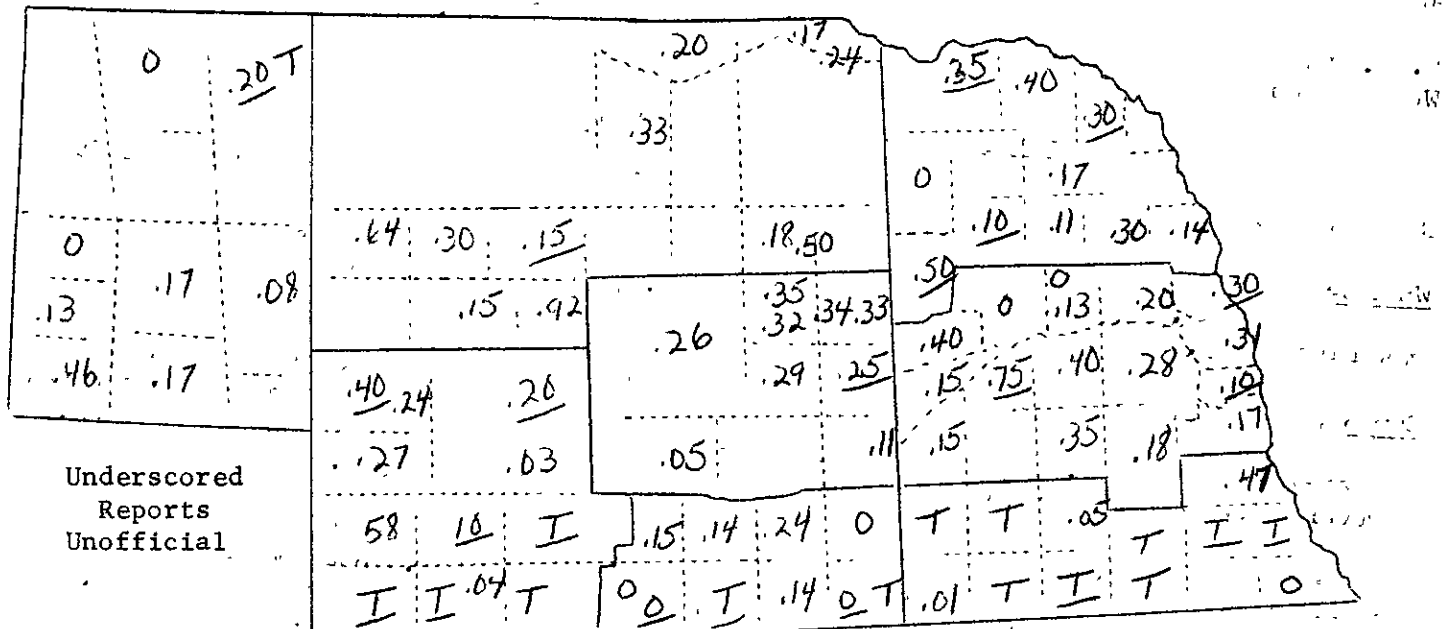 0 .20 T
.20 .17 .24
.35 .40 .30
.33
0 .17
.10 .11 .30 .14
0 .17 .08
.64 .30 .15 .18 .50
.13
.15 .92
.35 .34 .33
.32
.26
.50 0 0 .13 .20 .30
.46 .17
.40 .24 .20
.29 .25
.40 .15 .75 .40 .28 .31
.10
.17
.27 .03
.05 .11
.15 .35 .18
.47
Underscored
Reports
Unofficial
58 10 T
.15 .14 .24 0
T T .05 T T T
T T .04 T
0 0 T .14 0 T
.01 T T T 0